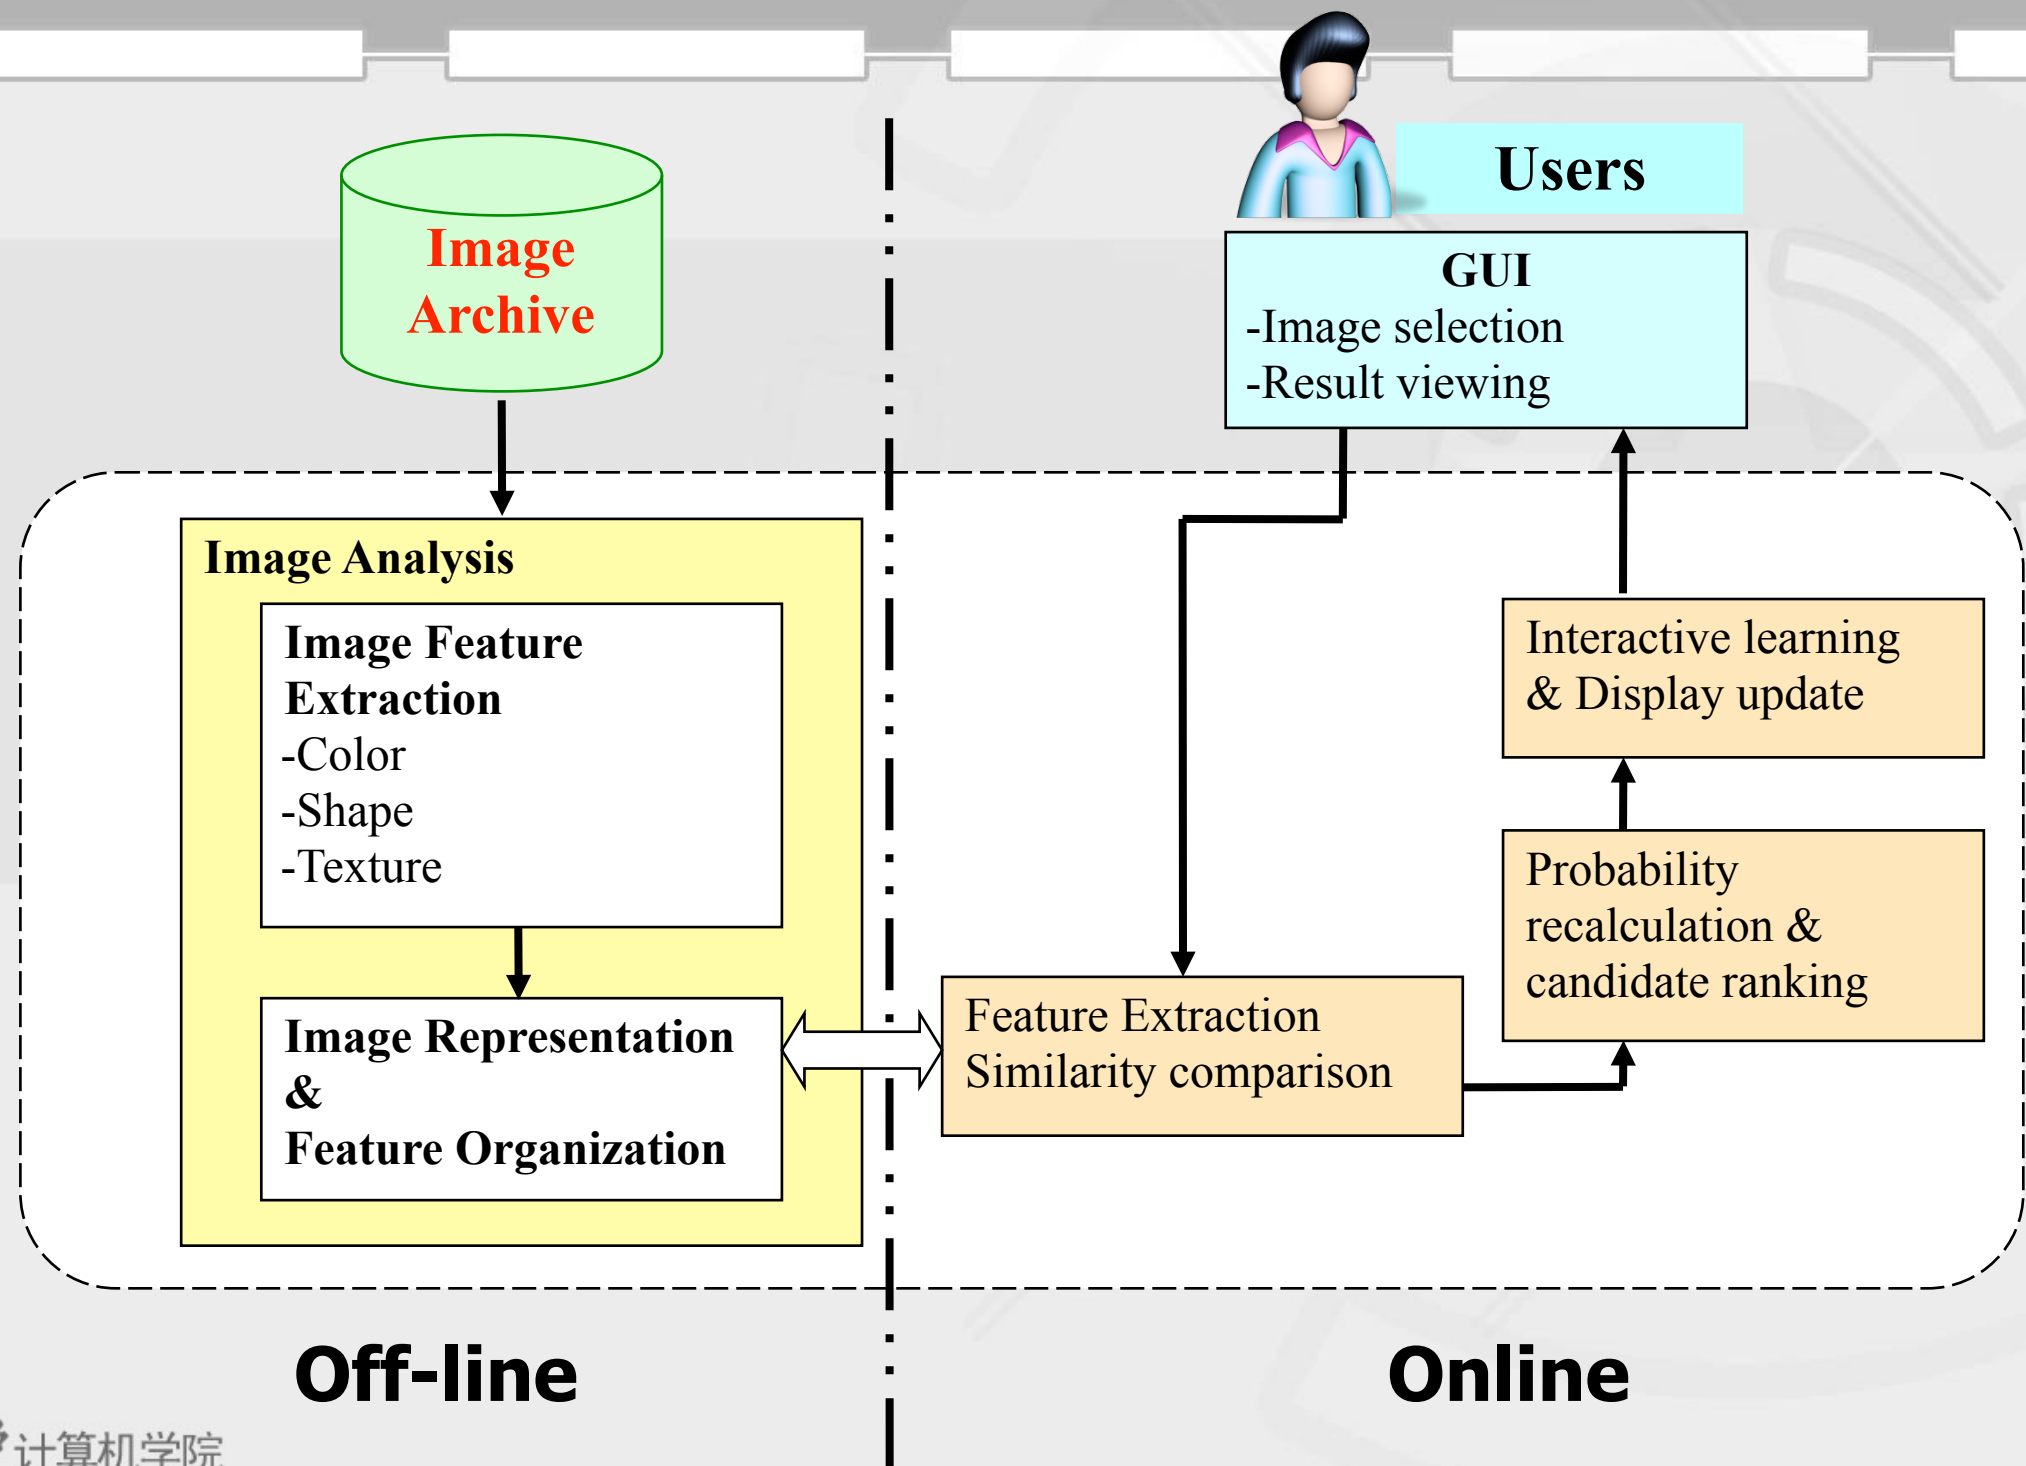 Image
Archive
Users
GUI
-Image selection
-Result viewing
Image Analysis
Image Feature
Extraction
-Color
-Shape
-Texture
Image Representation
&
Feature Organization
Feature Extraction
Similarity comparison
Interactive learning
& Display update
Probability
recalculation &
candidate ranking
Off-line
Online
计算机学院